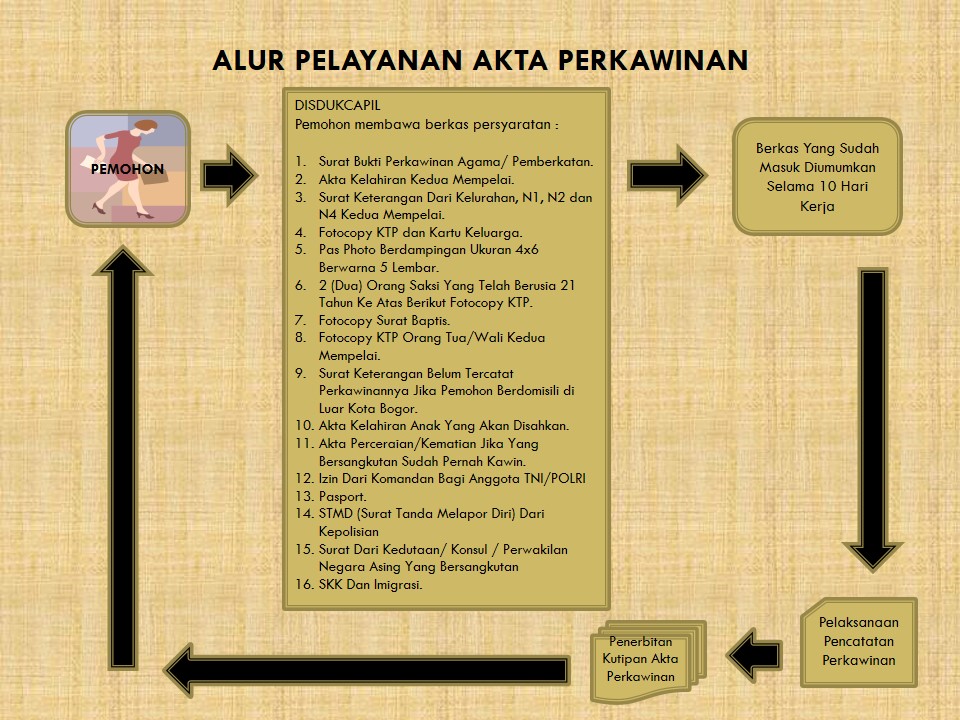 ALUR PELAYANAN AKTA PERKAWINAN
PEMOHON
DISDUKCAPIL
Pemohon membawa berkas persyaratan :
1. Surat Bukti Perkawinan Agama/ Pemberkatan.
2. Akta Kelahiran Kedua Mempelai.
3. Surat Keterangan Dari Kelurahan, N1, N2 dan
N4 Kedua Mempelai.
4. Fotocopy KTP dan Kartu Keluarga.
5. Pas Photo Berdampingan Ukuran 4x6
Berwarna 5 Lembar.
6. 2 (Dua) Orang Saksi Yang Telah Berusia 21
Tahun Ke Atas Berikut Fotocopy KTP.
7. Fotocopy Surat Baptis.
8. Fotocopy KTP Orang Tua/Wali Kedua
Mempelai.
9. Surat Keterangan Belum Tercatat
Perkawinannya Jika Pemohon Berdomisili di
Luar Kota Bogor.
10. Akta Kelahiran Anak Yang Akan Disahkan.
11. Akta Perceraian/Kematian Jika Yang
Bersangkutan Sudah Pernah Kawin.
12. Izin Dari Komandan Bagi Anggota TNI/POLRI
13. Pasport.
14. STMD (Surat Tanda Melapor Diri) Dari
Kepolisian
15. Surat Dari Kedutaan/ Konsul / Perwakilan
Negara Asing Yang Bersangkutan
16. SKK Dan Imigrasi.
Berkas Yang Sudah
Masuk Diumumkan
Selama 10 Hari
Kerja
Pelaksanaan
Pencatatan
Perkawinan
Penerbitan
Kutipan Akta
Perkawinan